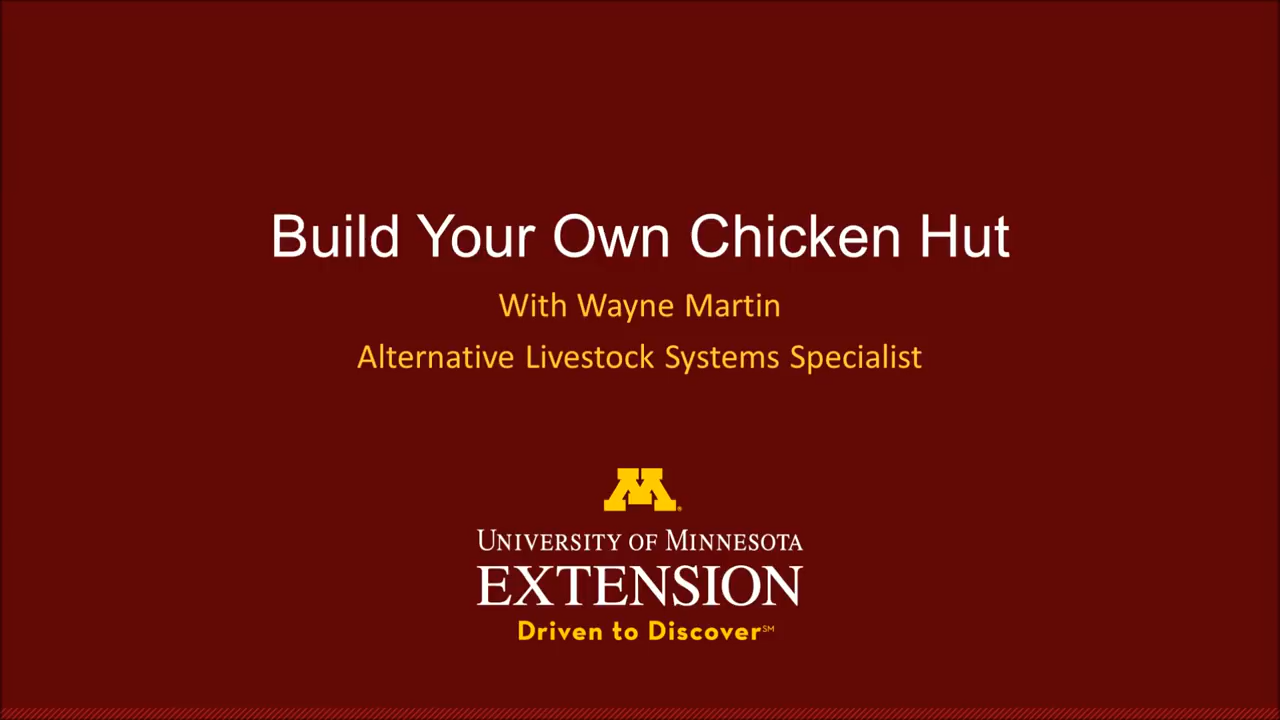 Build Your Own Chicken Hut
With Wayne Martin
Alternative Livestock Systems Specialist
M®
UNIVERSITY OF MINNESOTA
EXTENSION
Driven to Discover℠